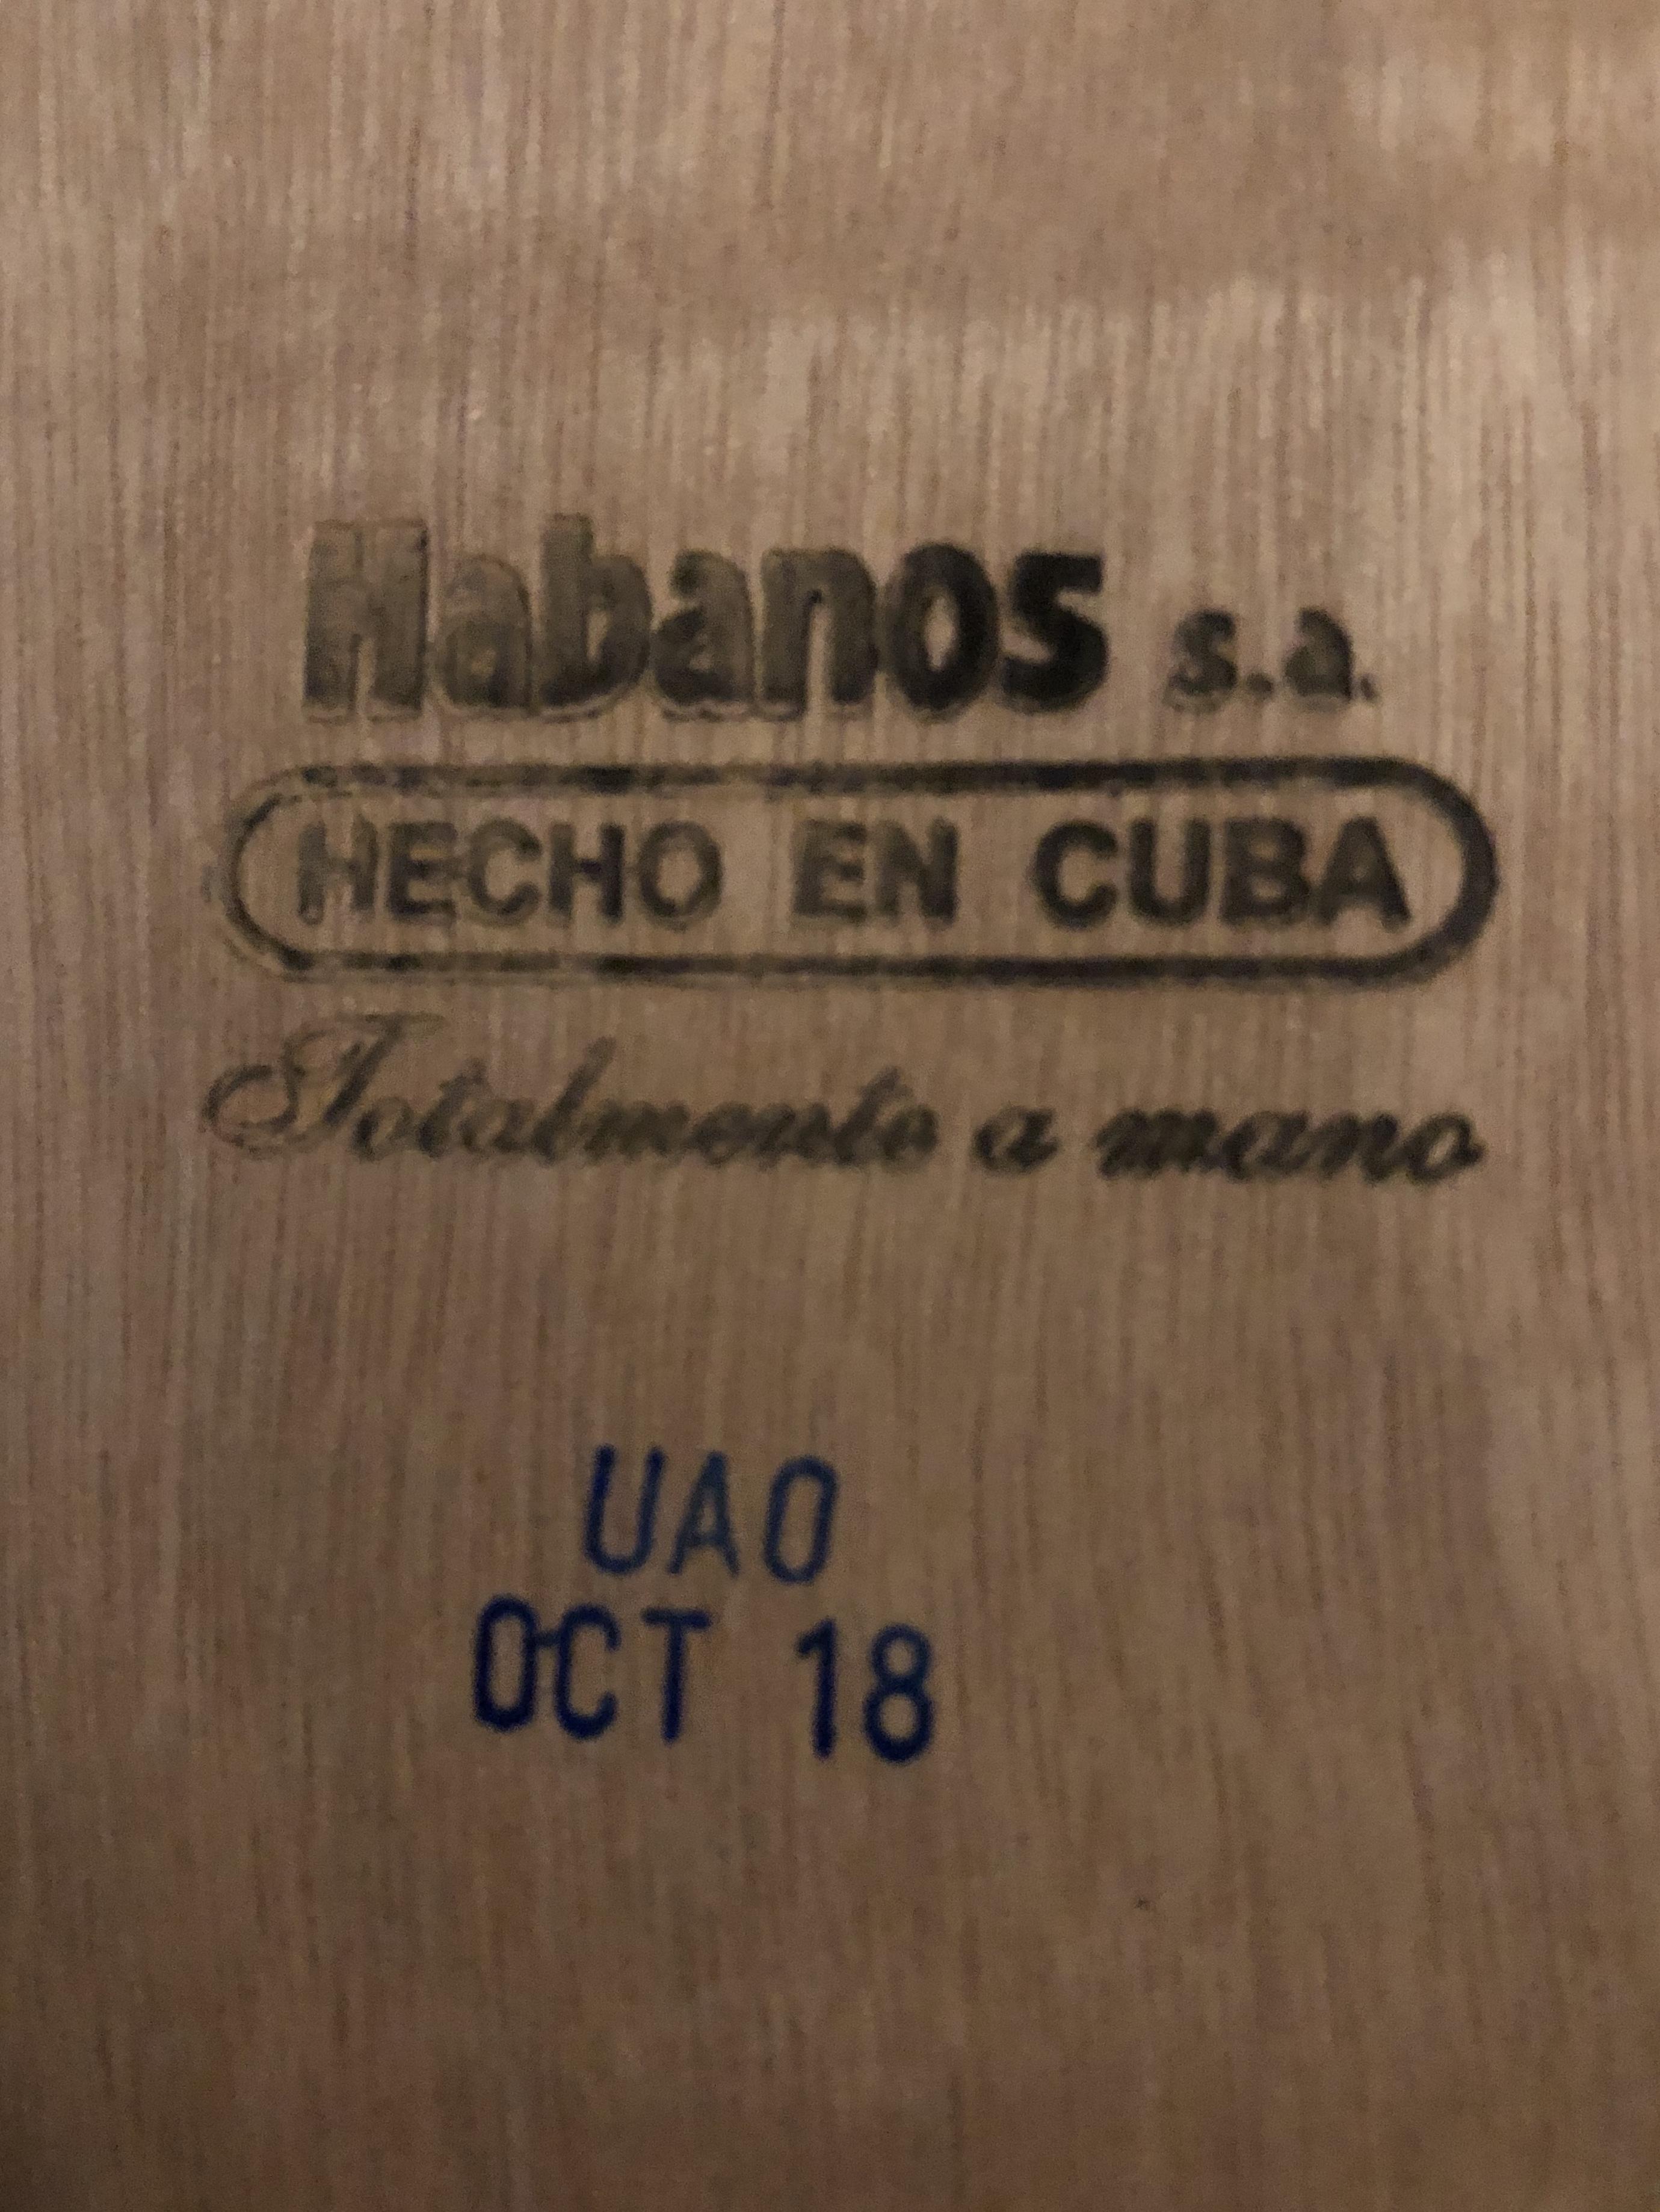 Habanos s.a.
HECHO EN CUBA
Totalmente a mano
UAO
OCT 18